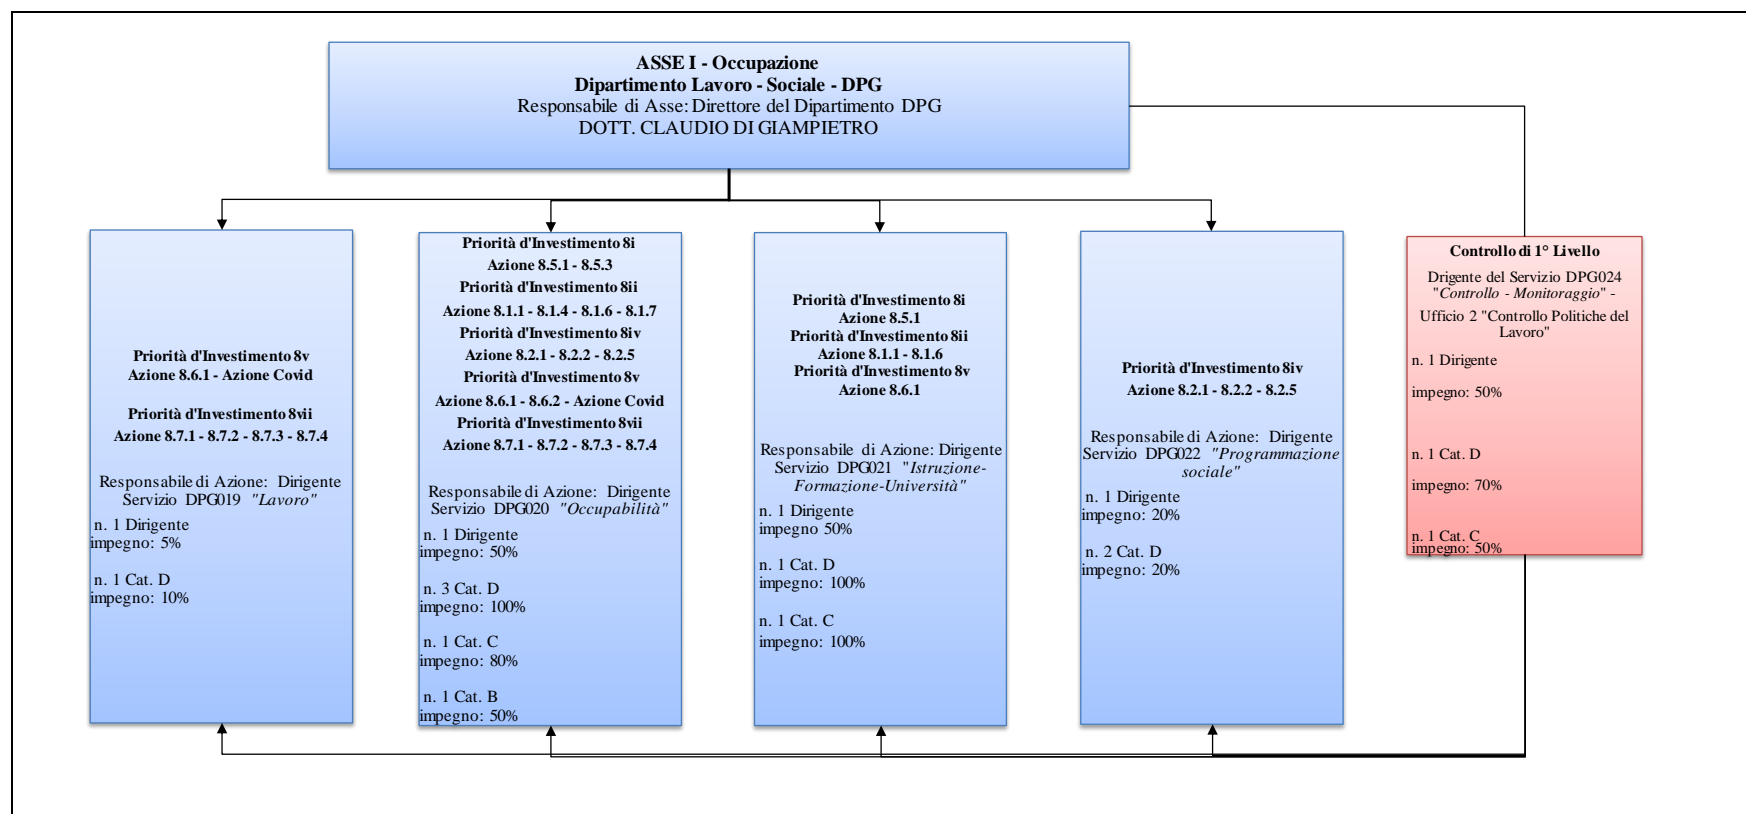 ASSE I - Occupazione
Dipartimento Lavoro - Sociale - DPG
Responsabile di Asse: Direttore del Dipartimento DPG
DOTT. CLAUDIO DI GIAMPIETRO
Priorità d'Investimento 8v
Azione 8.6.1 - Azione Covid
Priorità d'Investimento 8vii
Azione 8.7.1 - 8.7.2 - 8.7.3 - 8.7.4
Responsabile di Azione: Dirigente
Servizio DPG019 "Lavoro"
n. 1 Dirigente
impegno: 5%
n. 1 Cat. D
impegno: 10%
Priorità d'Investimento 8i
Azione 8.5.1 - 8.5.3
Priorità d'Investimento 8ii
Azione 8.1.1 - 8.1.4 - 8.1.6 - 8.1.7
Priorità d'Investimento 8iv
Azione 8.2.1 - 8.2.2 - 8.2.5
Priorità d'Investimento 8v
Azione 8.6.1 - 8.6.2 - Azione Covid
Priorità d'Investimento 8vii
Azione 8.7.1 - 8.7.2 - 8.7.3 - 8.7.4
Responsabile di Azione: Dirigente
Servizio DPG020 "Occupabilità"
n. 1 Dirigente
impegno: 50%
n. 3 Cat. D
impegno: 100%
n. 1 Cat. C
impegno: 80%
n. 1 Cat. B
impegno: 50%
Priorità d'Investimento 8i
Azione 8.5.1
Priorità d'Investimento 8ii
Azione 8.1.1 - 8.1.6
Priorità d'Investimento 8v
Azione 8.6.1
Responsabile di Azione: Dirigente
Servizio DPG021 "Istruzione-
Formazione-Università"
n. 1 Dirigente
impegno 50%
n. 1 Cat. D
impegno: 100%
n. 1 Cat. C
impegno: 100%
Priorità d'Investimento 8iv
Azione 8.2.1 - 8.2.2 - 8.2.5
Responsabile di Azione: Dirigente
Servizio DPG022 "Programmazione
sociale"
n. 1 Dirigente
impegno: 20%
n. 2 Cat. D
impegno: 20%
Controllo di 1° Livello
Drigente del Servizio DPG024
"Controllo - Monitoraggio" -
Ufficio 2 "Controllo Politiche del
Lavoro"
n. 1 Dirigente
impegno: 50%
n. 1 Cat. D
impegno: 70%
n. 1 Cat. C
impegno: 50%